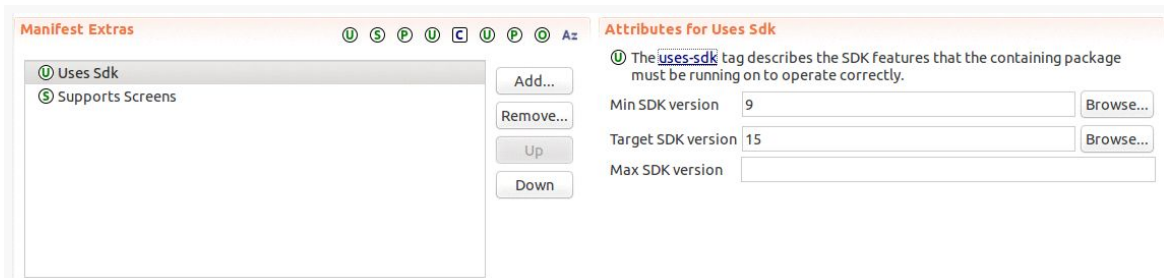 Manifest Extras
U S P U C U P O Az
U Uses Sdk
S Supports Screens
Add...
Remove...
Up
Down
Attributes for Uses Sdk
U The uses-sdk tag describes the SDK features that the containing package
must be running on to operate correctly.
Min SDK version 9 Browse...
Target SDK version 15 Browse...
Max SDK version